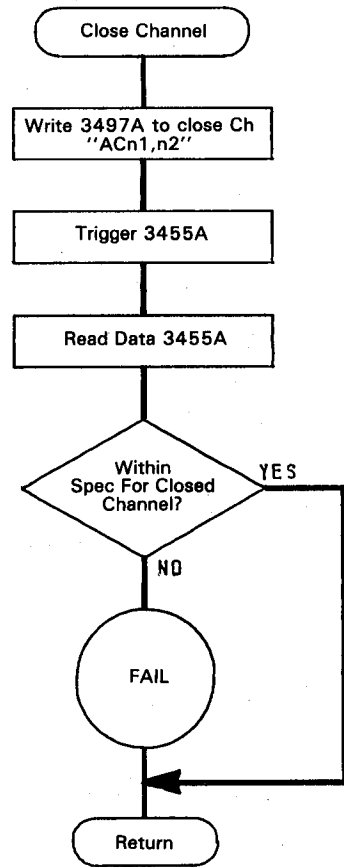 Close Channel
Write 3497A to close Ch
"ACn1,n2"
Trigger 3455A
Read Data 3455A
Within
Spec For Closed
Channel?
YES
NO
FAIL
Return